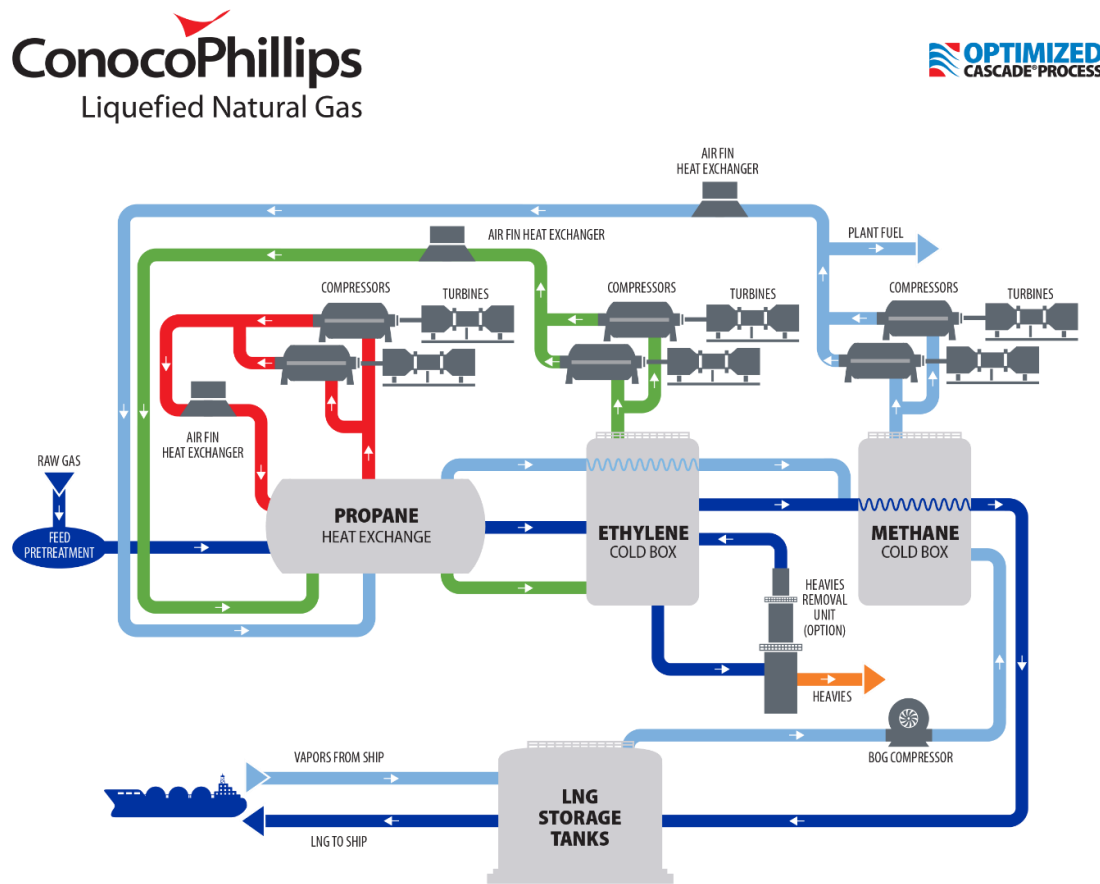 ConocoPhillips
Liquefied Natural Gas
OPTIMIZED
CASCADE®PROCESS
AIR FIN
HEAT EXCHANGER
AIR FIN HEAT EXCHANGER
PLANT FUEL
COMPRESSORS
TURBINES
COMPRESSORS
TURBINES
COMPRESSORS
TURBINES
AIR FIN
HEAT EXCHANGER
RAW GAS
FEED
PRETREATMENT
PROPANE
HEAT EXCHANGE
ETHYLENE
COLD BOX
METHANE
COLD BOX
HEAVIES
REMOVAL
UNIT
(OPTION)
HEAVIES
VAPORS FROM SHIP
BOG COMPRESSOR
LNG
STORAGE
TANKS
LNG TO SHIP